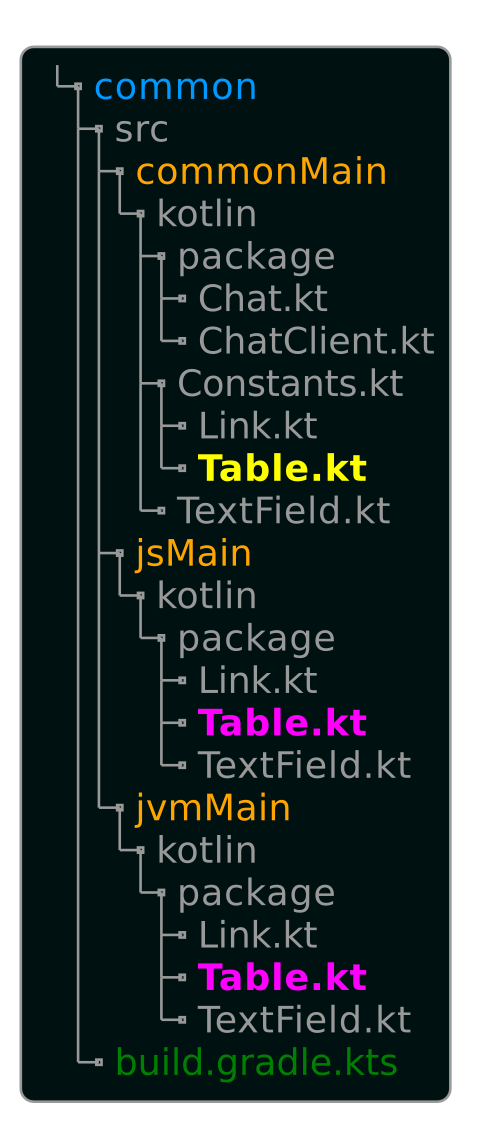 common
src
commonMain
kotlin
package
Chat.kt
ChatClient.kt
Constants.kt
Link.kt
Table.kt
TextField.kt
jsMain
kotlin
package
Link.kt
Table.kt
TextField.kt
jvmMain
kotlin
package
Link.kt
Table.kt
TextField.kt
build.gradle.kts